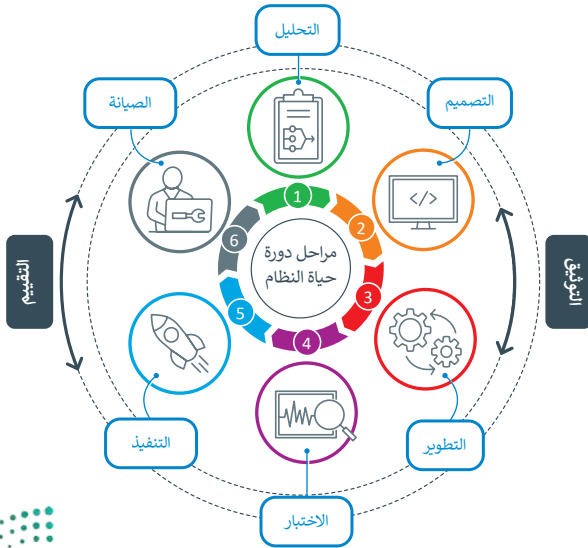 التحليل
التصميم
الصيانة
</>
1
2
3
4
5
6
مراحل دورة
حياة النظام
التوثيق
التقييم
التطوير
التنفيذ
الاختبار